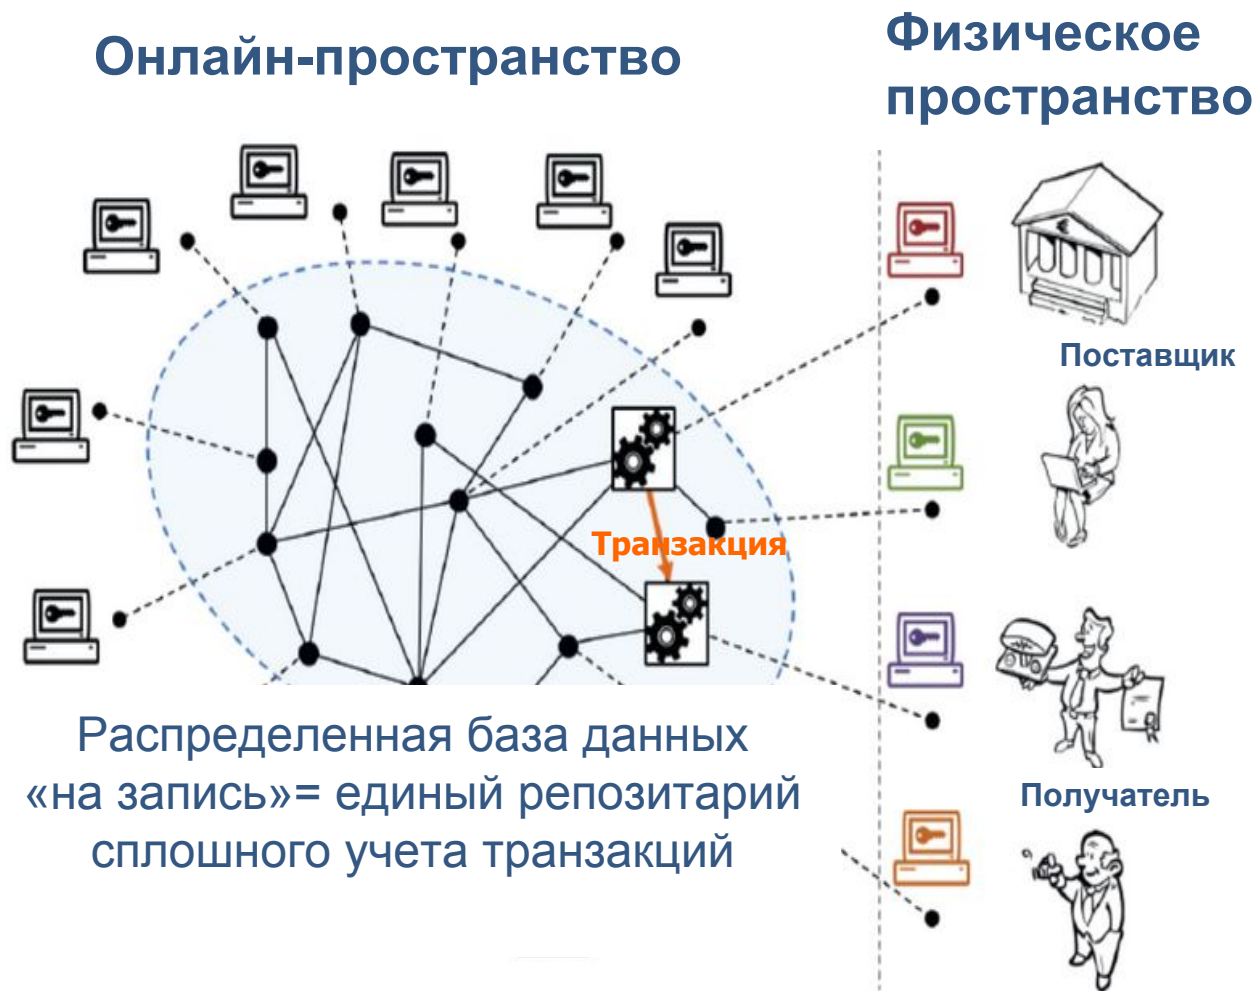 Онлайн-пространство
Физическое
пространство
Поставщик
Транзакция
Распределенная база данных
«на запись»= единый репозитарий
сплошного учета транзакций
Получатель